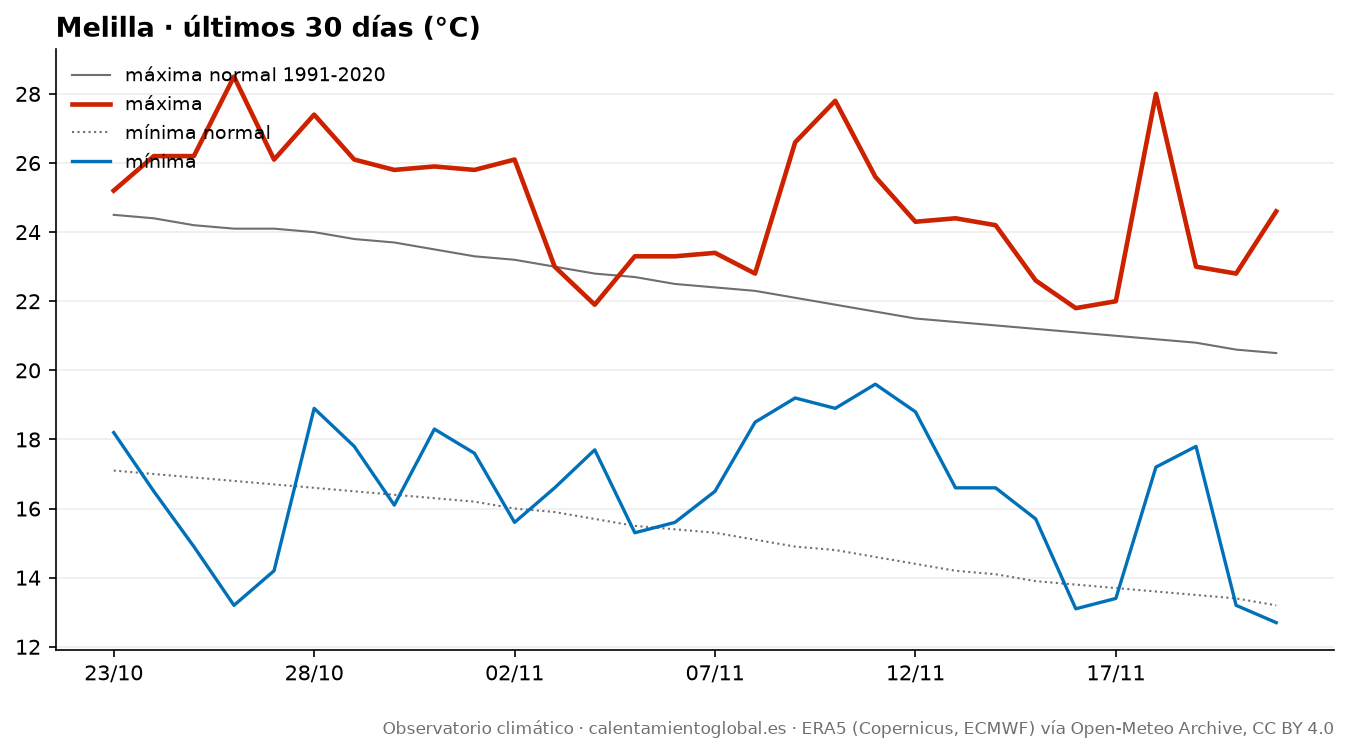 Melilla · últimos 30 días (°C)
máxima normal 1991-2020
máxima
mínima normal
mínima
28
26
24
22
20
18
16
14
12
23/10
28/10
02/11
07/11
12/11
17/11
Observatorio climático · calentamientoglobal.es · ERA5 (Copernicus, ECMWF) vía Open-Meteo Archive, CC BY 4.0